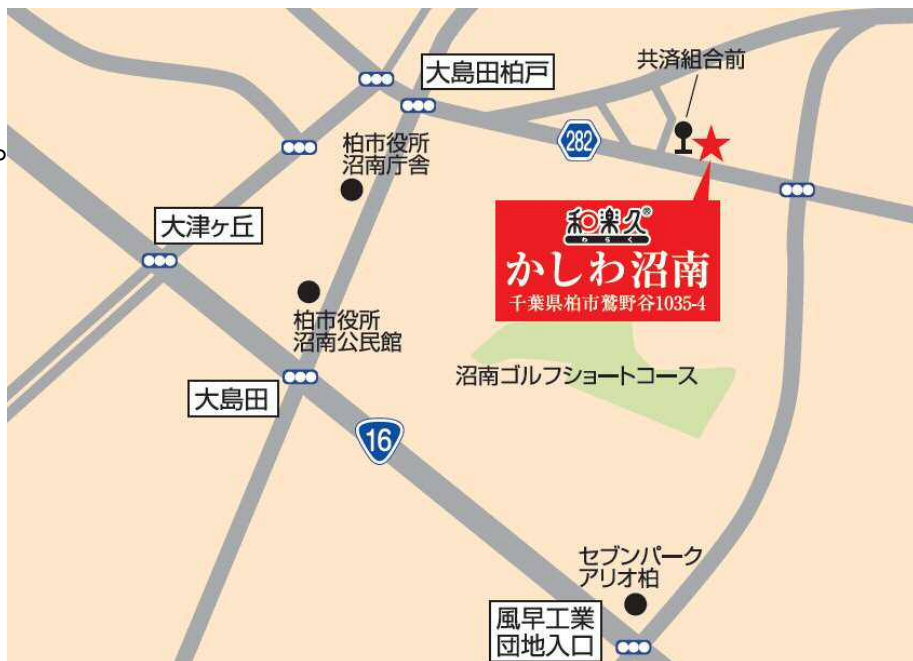 大島田柏戸
共済組合前
柏市役所
沼南庁舎
282
大津ヶ丘
和楽久®
わらく
かしわ沼南
千葉県柏市鷲野谷1035-4
柏市役所
沼南公民館
沼南ゴルフショートコース
大島田
16
セブンパーク
アリオ柏
風早工業
団地入口